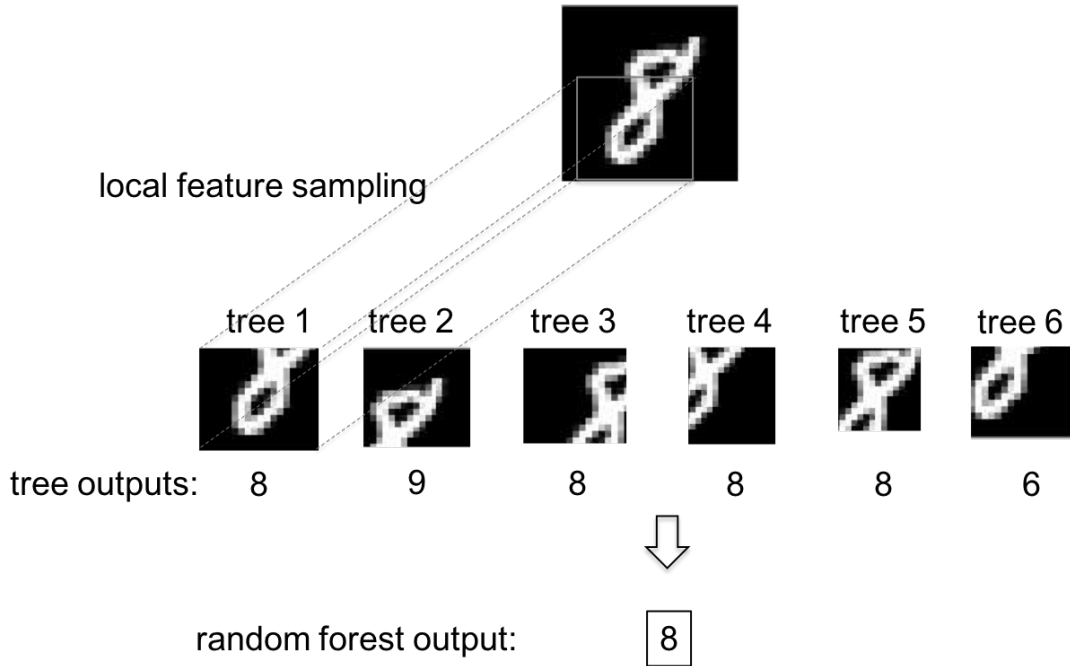 local feature sampling
tree 1 tree 2 tree 3 tree 4 tree 5 tree 6
tree outputs: 8 9 8 8 8 6
random forest output: 8